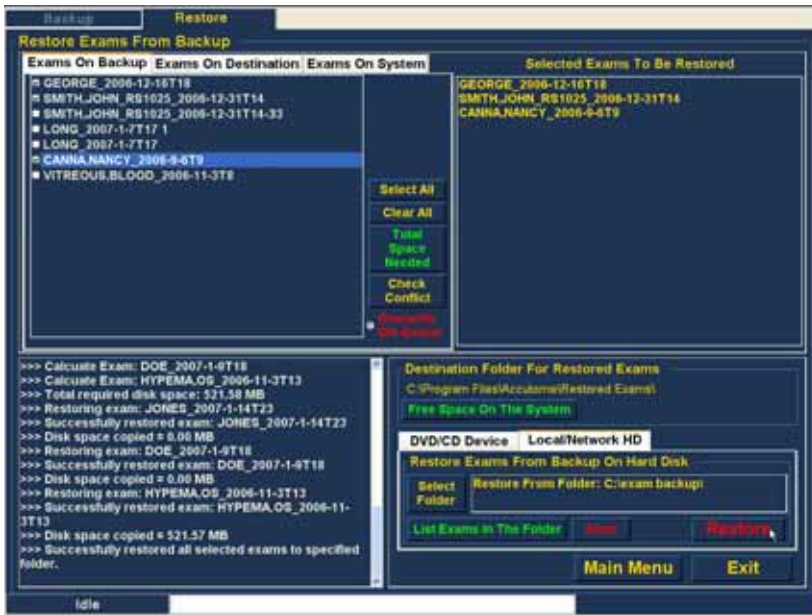 Backup Restore
Restore Exams From Backup
Exams On Backup Exams On Destination Exams On System
GEORGE_2006-12-16T18
SMITH,JOHN_RS1025_2006-12-31T14
SMITH,JOHN_RS1025_2006-12-31T14-33
LONG_2007-1-7T17 1
LONG_2007-1-7T17
CANNA,NANCY_2006-9-6T9
VITREOUS,BLOOD_2006-11-3T8
Select All
Clear All
Total
Space
Needed
Check
Conflict
Overwrite
Selected Exams To Be Restored
GEORGE_2006-12-16T18
SMITH,JOHN_RS1025_2006-12-31T14
CANNA,NANCY_2006-9-6T9
>>> Calcuate Exam: DOE_2007-1-9T18
>>> Calcuate Exam: HYPEMA,OS_2006-11-3T13
>>> Total required disk space: 521.58 MB
>>> Restoring exam: JONES_2007-1-14T23
>>> Successfully restored exam: JONES_2007-1-14T23
>>> Disk space copied = 0.00 MB
>>> Restoring exam: DOE_2007-1-9T18
>>> Successfully restored exam: DOE_2007-1-9T18
>>> Disk space copied = 0.00 MB
>>> Restoring exam: HYPEMA,OS_2006-11-3T13
>>> Successfully restored exam: HYPEMA,OS_2006-11-
3T13
>>> Disk space copied = 521.57 MB
>>> Successfully restored all selected exams to specified
folder.
Destination Folder For Restored Exams
C:\Program Files\Accutome\Restored Exams\
Free Space On The System
DVD/CD Device Local/Network HD
Restore Exams From Backup On Hard Disk
Select
Folder
Restore From Folder: C:\exam backup\
List Exams In The Folder
Restore
Main Menu Exit
Idle